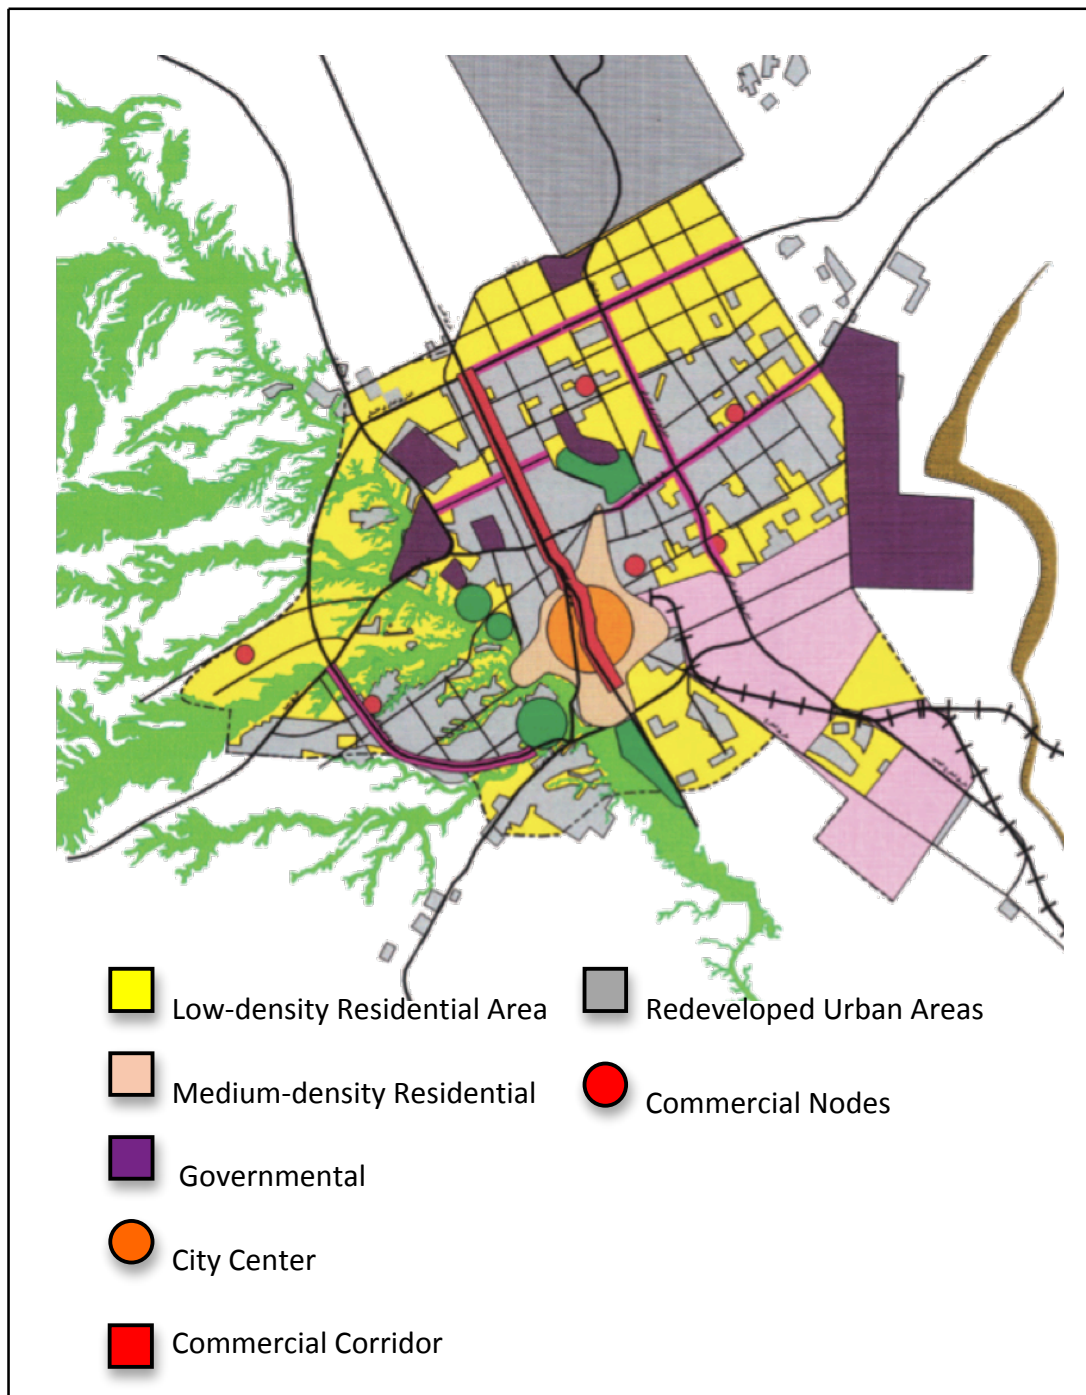 Low-density Residential Area
Redeveloped Urban Areas
Medium-density Residential
Commercial Nodes
Governmental
City Center
Commercial Corridor